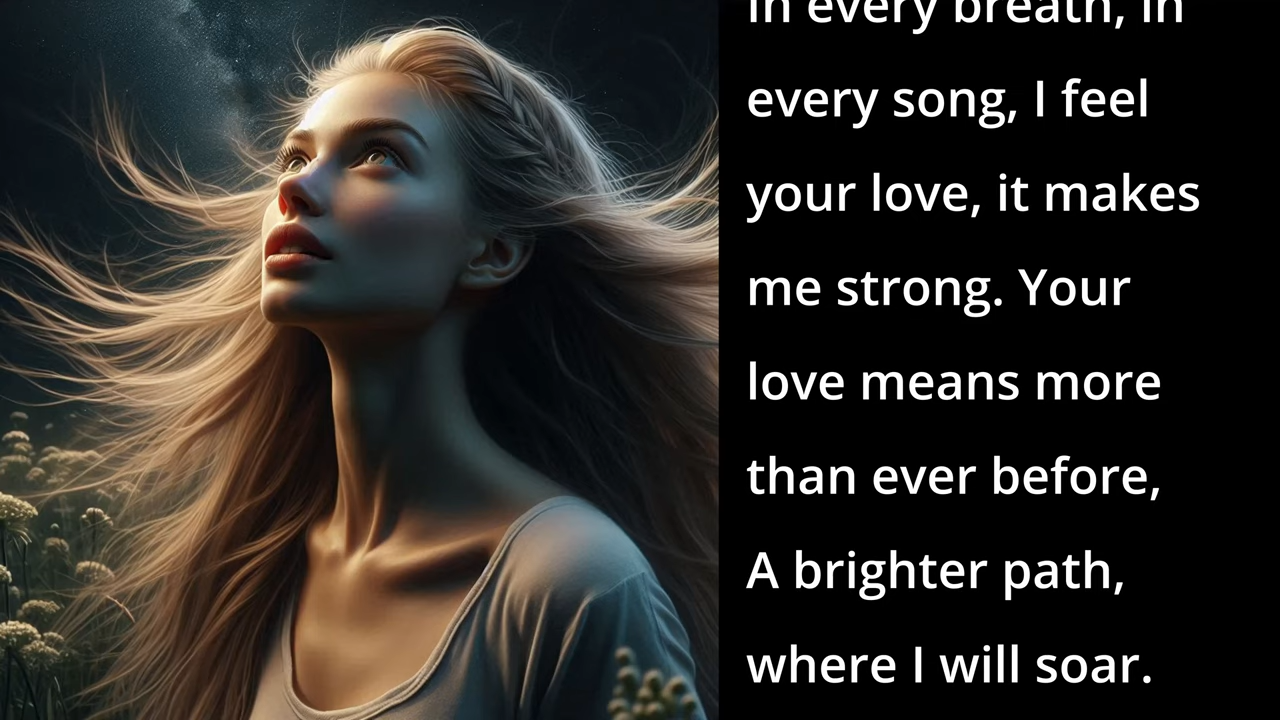 In every breath, in
every song, I feel
your love, it makes
me strong. Your
love means more
than ever before,
A brighter path,
where I will soar.